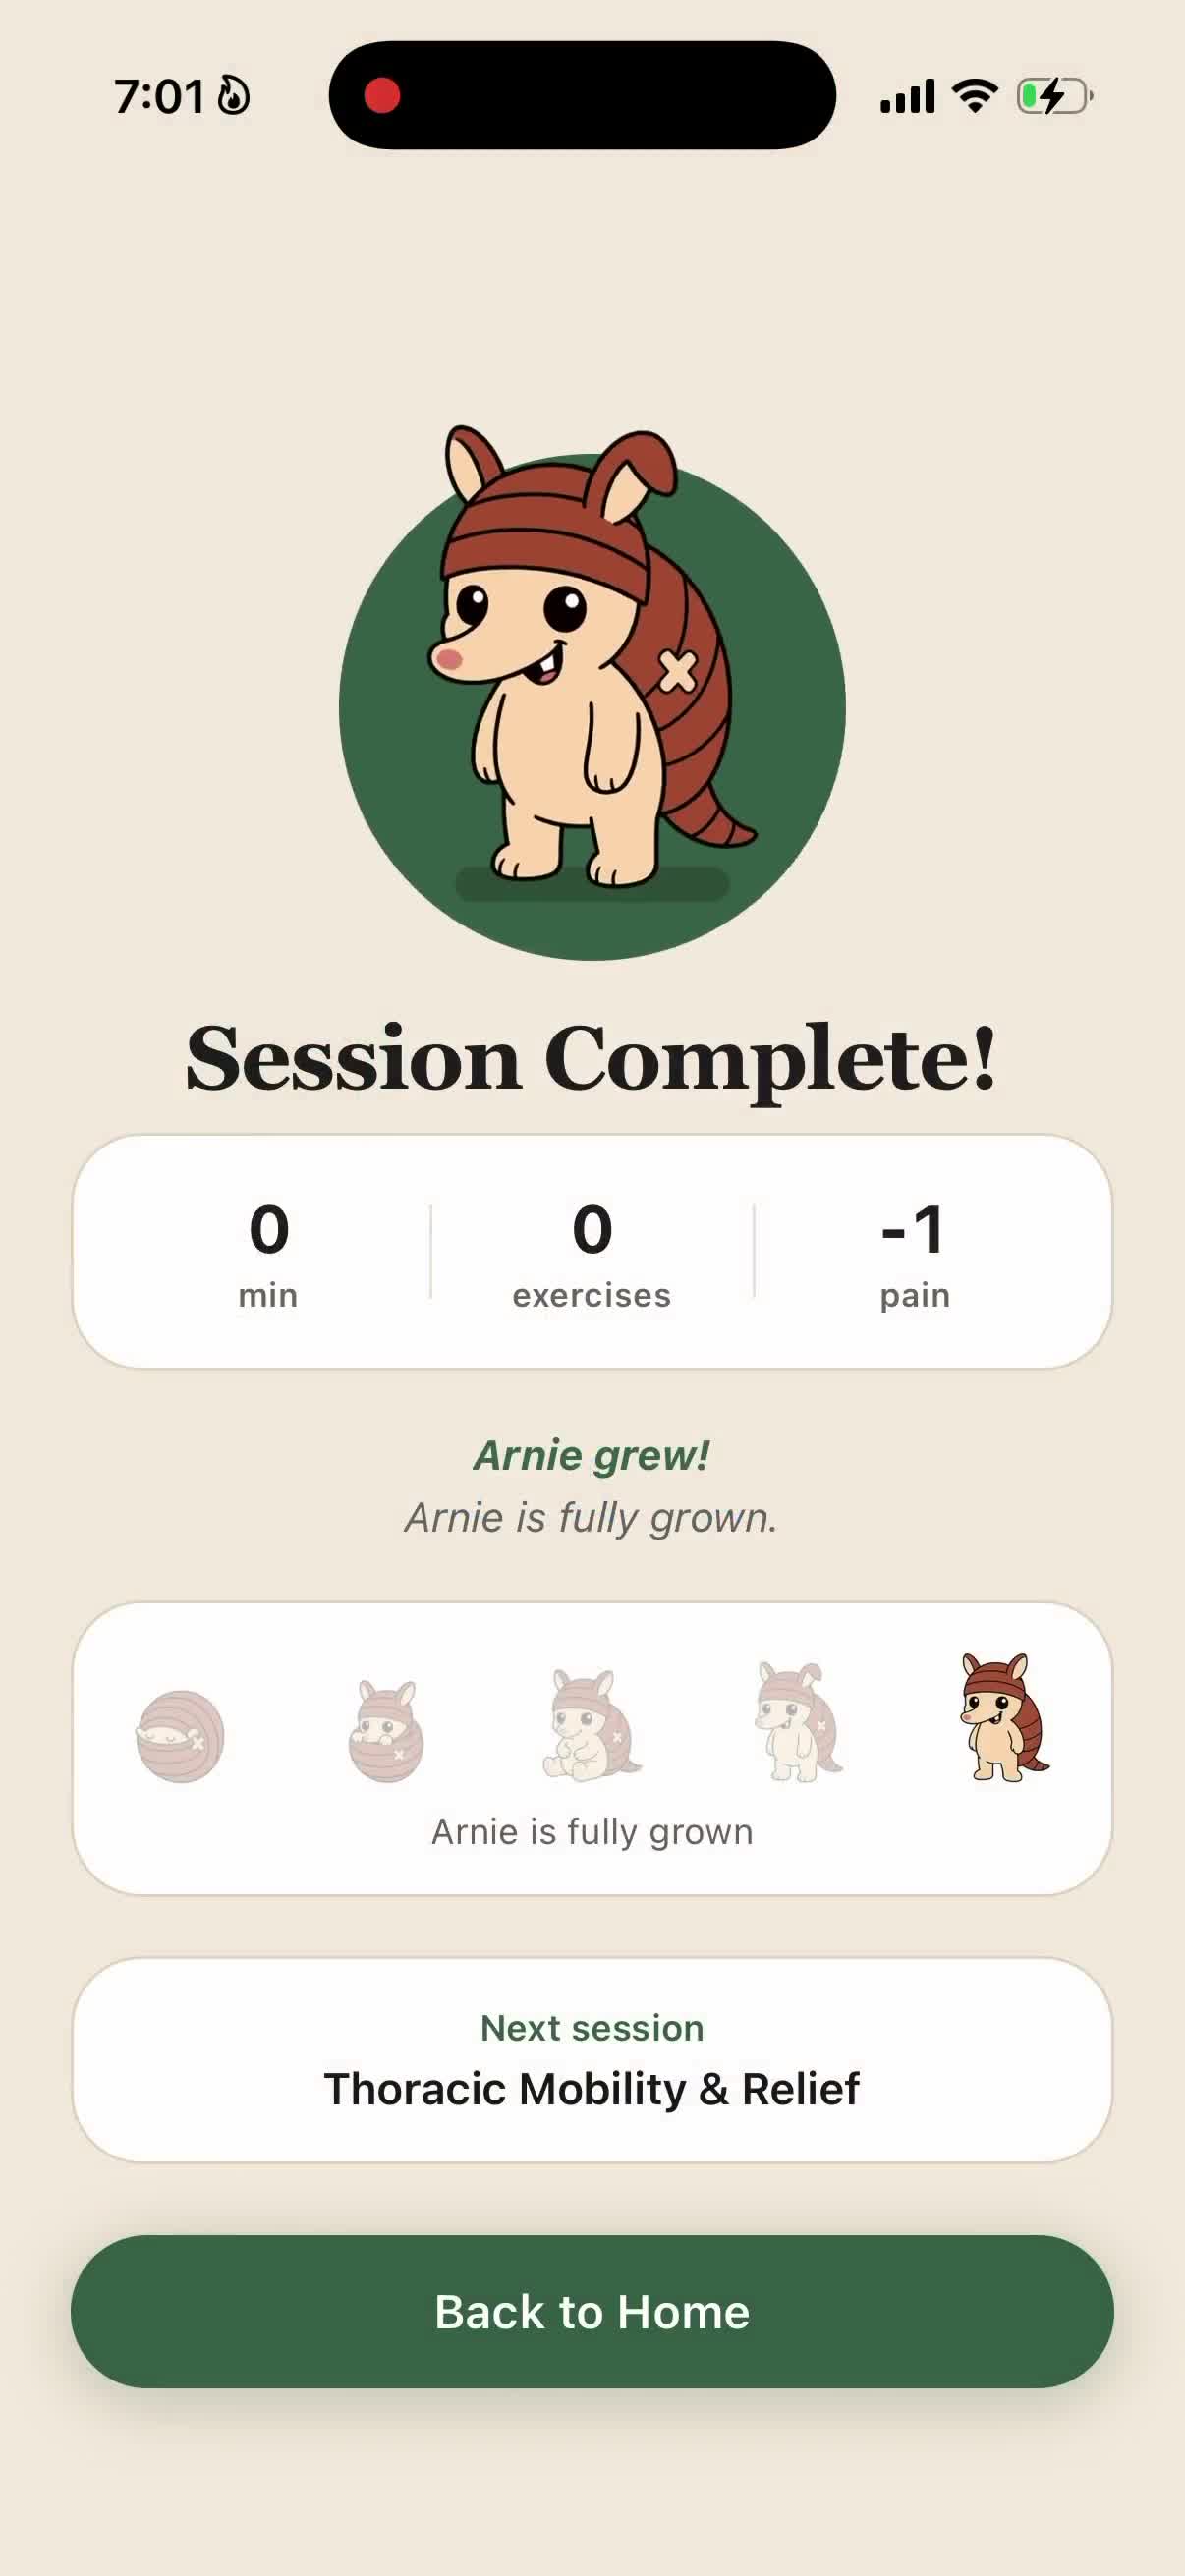 7:01
Session Complete!
0
min
0
exercises
-1
pain
Arnie grew!
Arnie is fully grown.
Arnie is fully grown
Next session
Thoracic Mobility & Relief
Back to Home